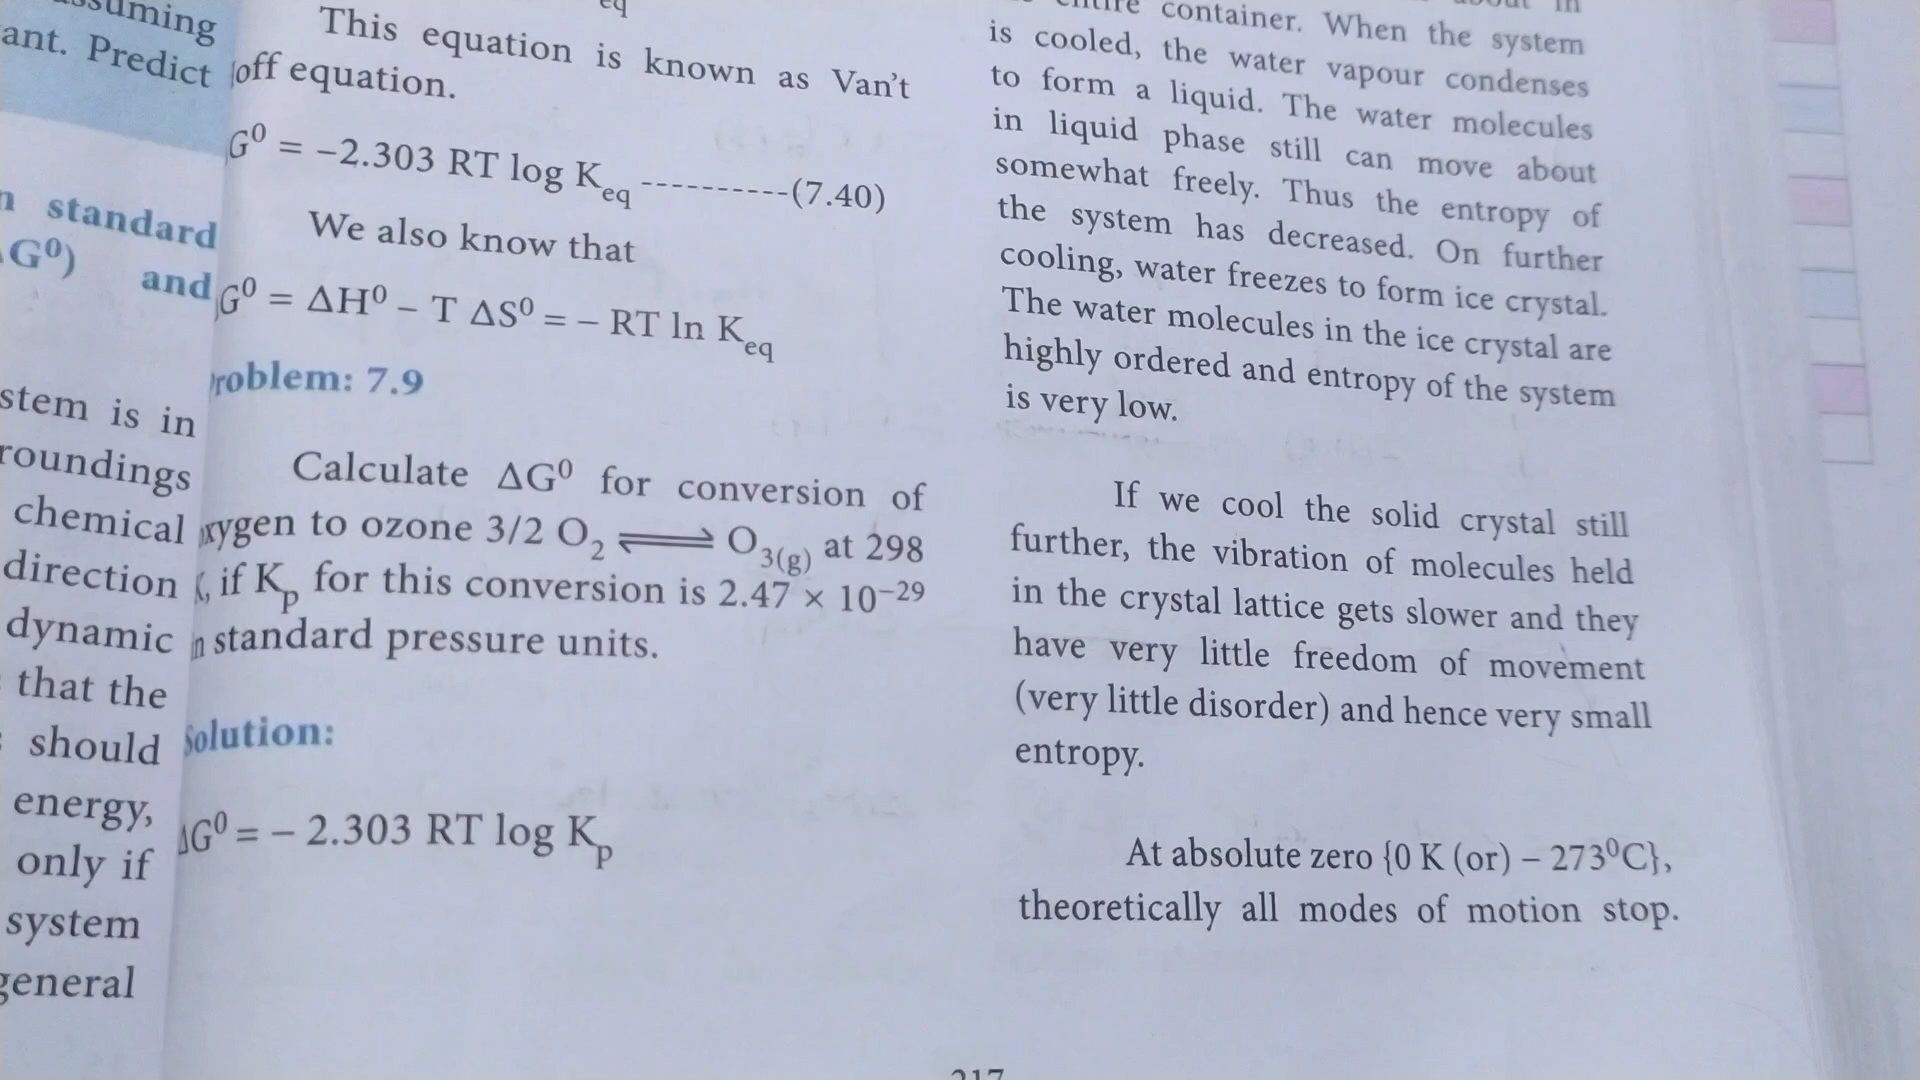 ant. Predict
standard
G⁰) and
stem is in
roundings
chemical
direction
dynamic
that the
should
energy,
only if
system
general
eq
This equation is known as Van't
off equation.
G⁰ = −2.303 RT log Keq ----------(7.40)
We also know that
G⁰ = ΔH⁰ − T ΔS⁰ = − RT ln Keq
roblem: 7.9
Calculate ΔG⁰ for conversion of
xygen to ozone 3/2 O₂ ⇌ O₃(g) at 298
K, if Kp for this conversion is 2.47 × 10⁻²⁹
n standard pressure units.
Solution:
ΔG⁰ = − 2.303 RT log Kp
container. When the system
is cooled, the water vapour condenses
to form a liquid. The water molecules
in liquid phase still can move about
somewhat freely. Thus the entropy of
the system has decreased. On further
cooling, water freezes to form ice crystal.
The water molecules in the ice crystal are
highly ordered and entropy of the system
is very low.
If we cool the solid crystal still
further, the vibration of molecules held
in the crystal lattice gets slower and they
have very little freedom of movement
(very little disorder) and hence very small
entropy.
At absolute zero {0 K (or) − 273⁰C},
theoretically all modes of motion stop.
217